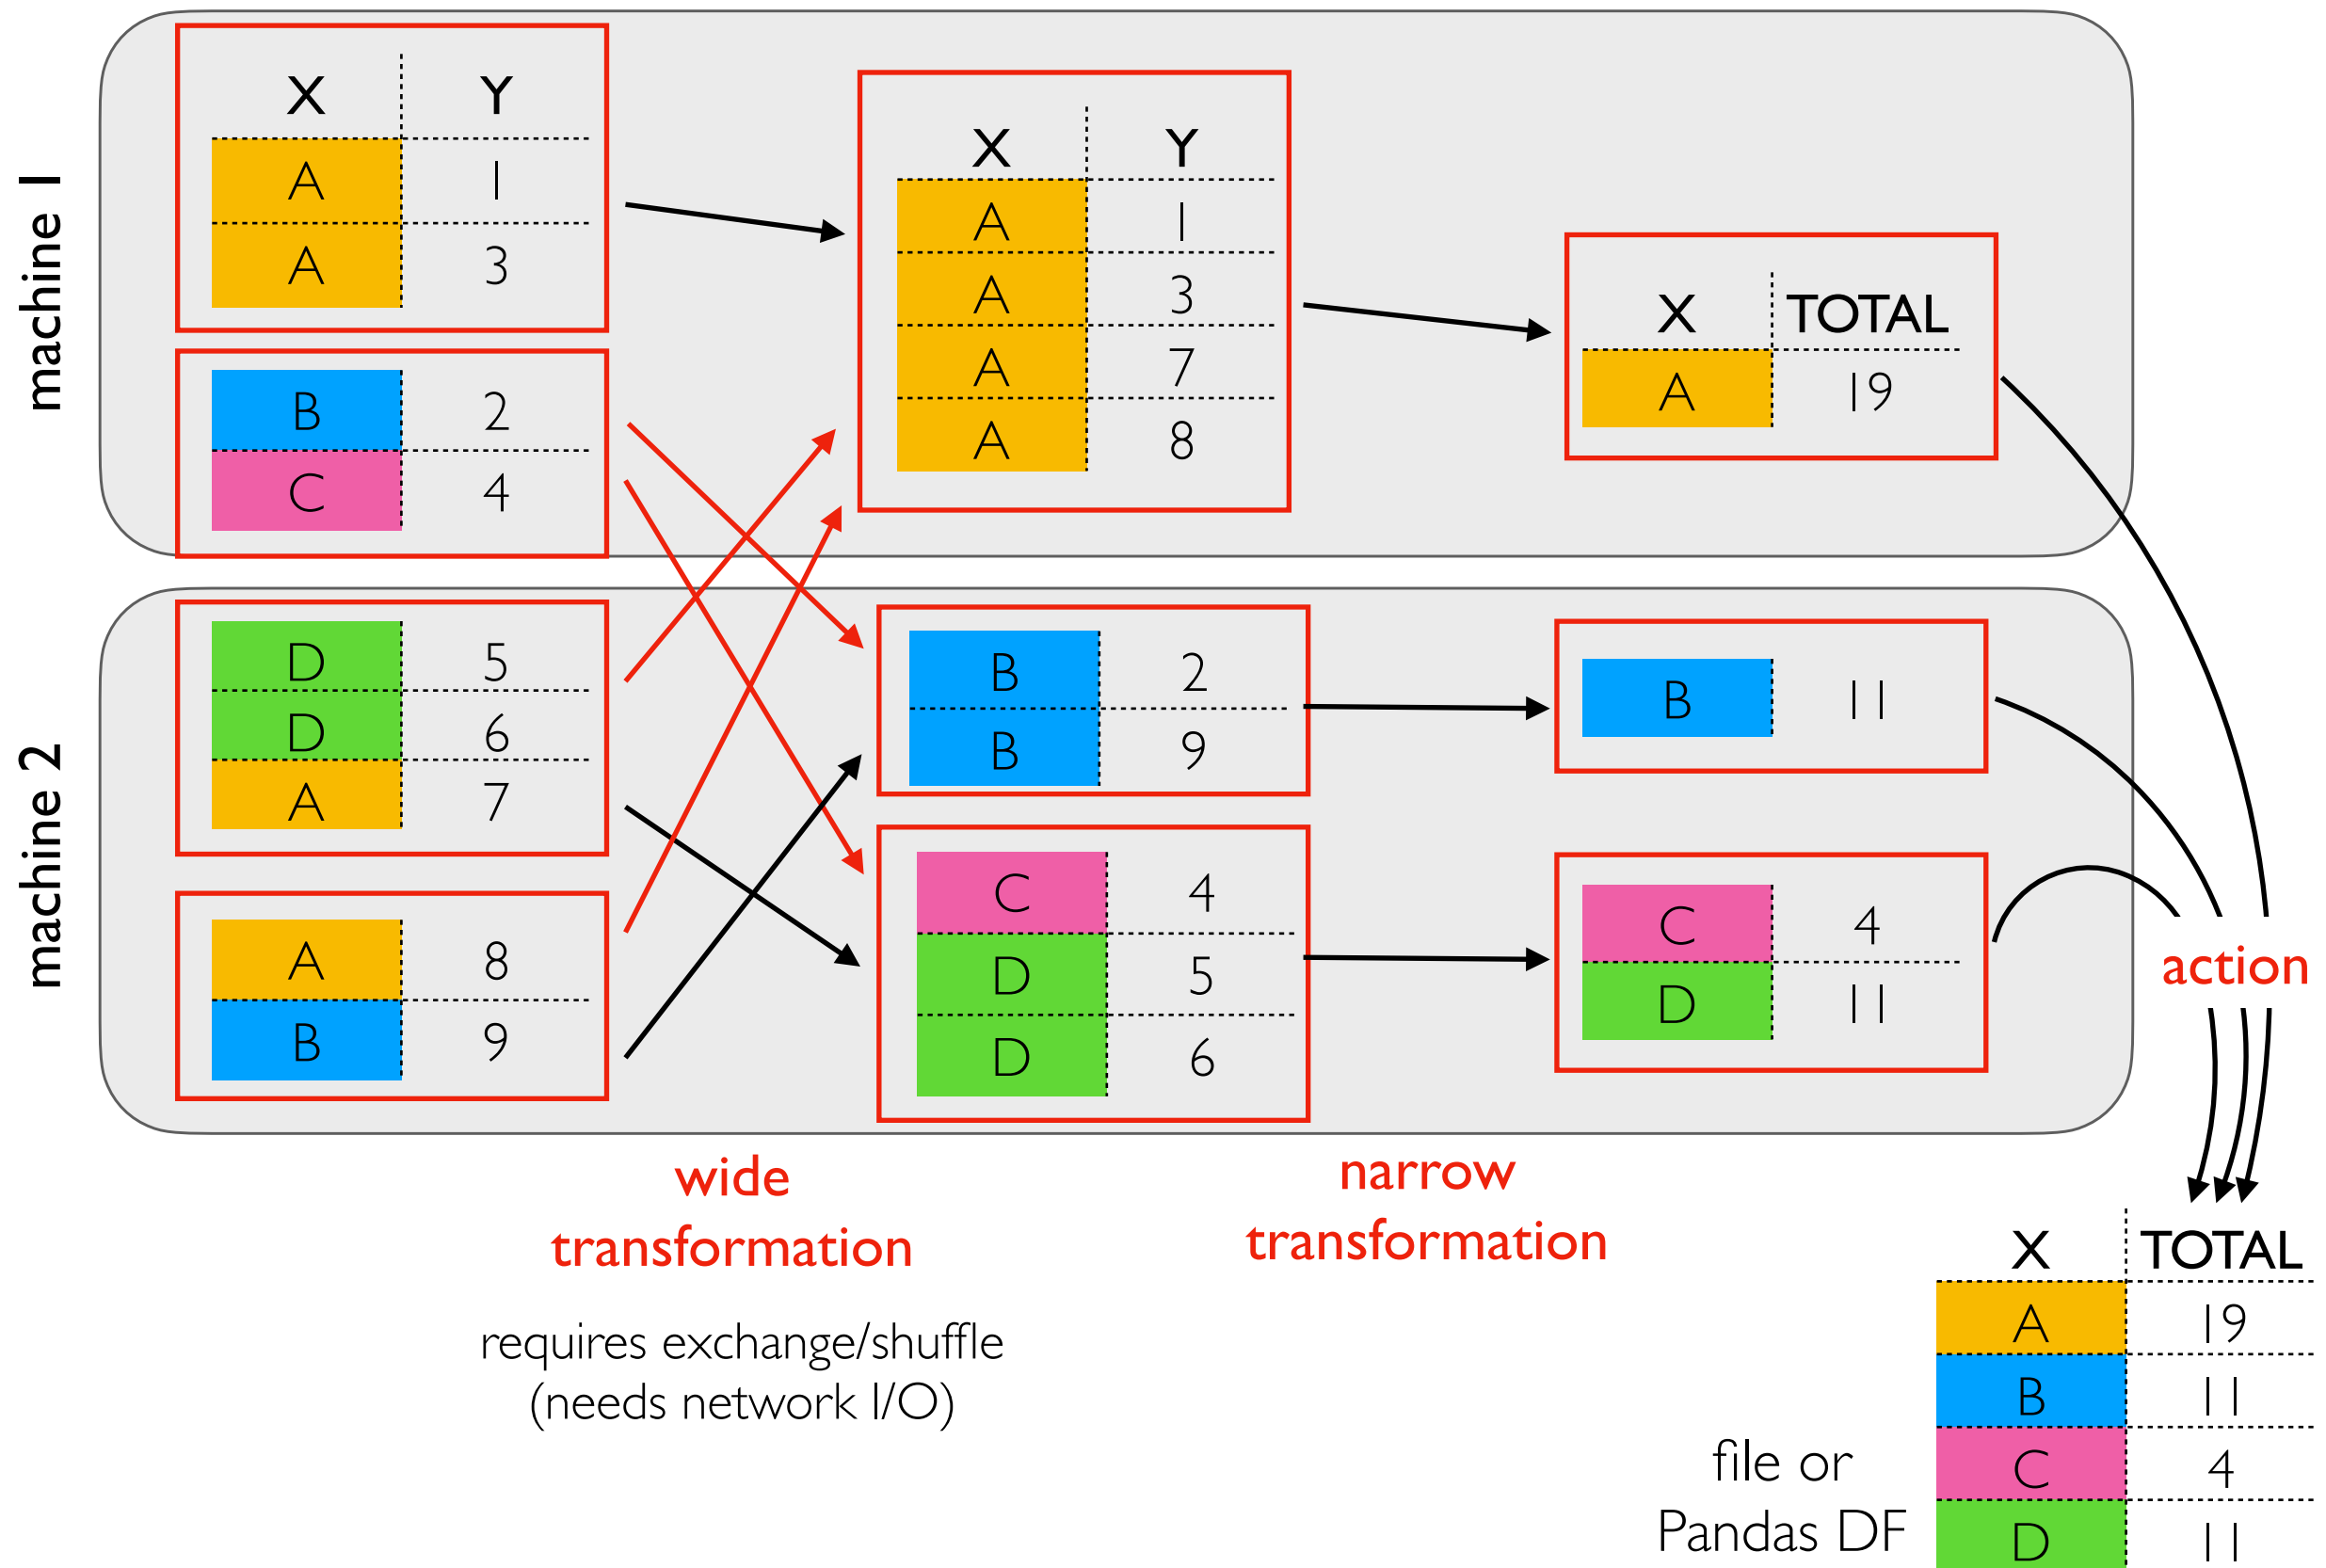 machine 1
X Y
A 1
A 3
B 2
C 4
X Y
A 1
A 3
A 7
A 8
X TOTAL
A 19
machine 2
D 5
D 6
A 7
A 8
B 9
B 2
B 9
C 4
D 5
D 6
B 11
C 4
D 11
action
wide
transformation
requires exchange/shuffle
(needs network I/O)
narrow
transformation
file or
Pandas DF
X TOTAL
A 19
B 11
C 4
D 11